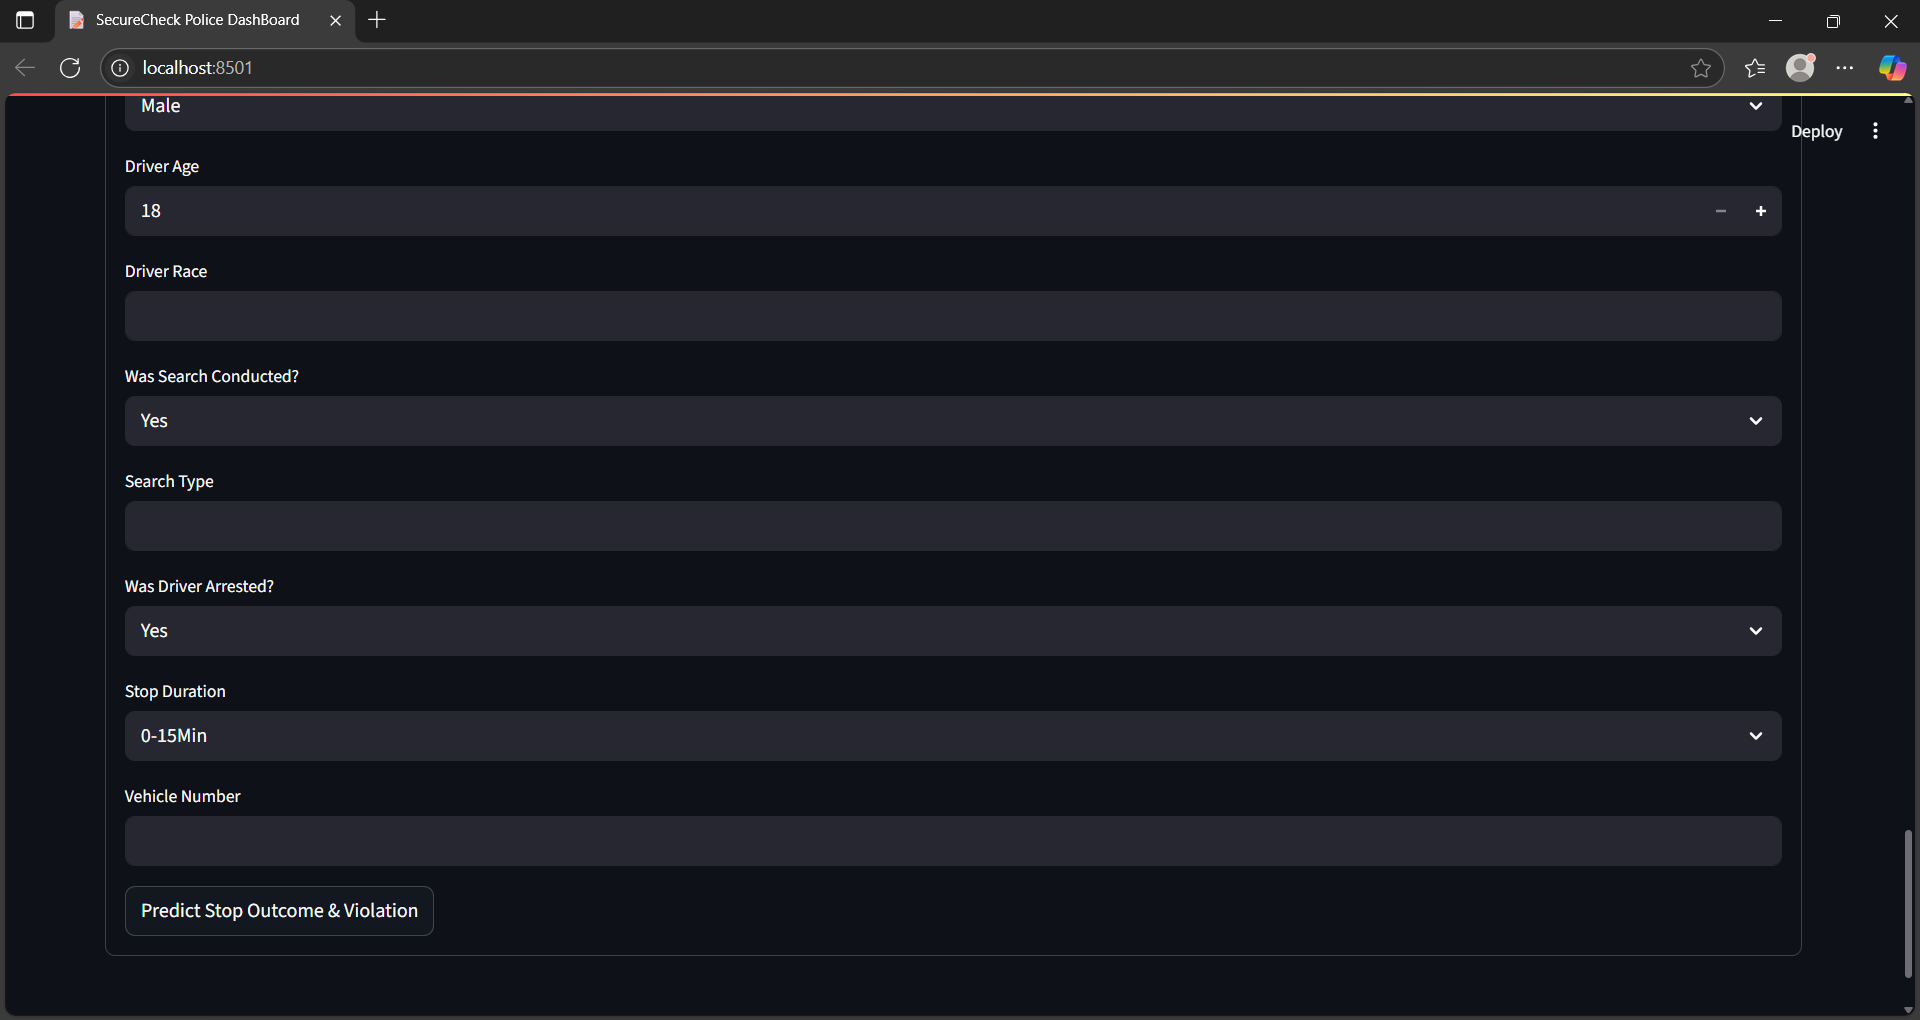 SecureCheck Police DashBoard
localhost:8501
Male
Deploy
Driver Age
18
Driver Race
Was Search Conducted?
Yes
Search Type
Was Driver Arrested?
Yes
Stop Duration
0-15Min
Vehicle Number
Predict Stop Outcome & Violation